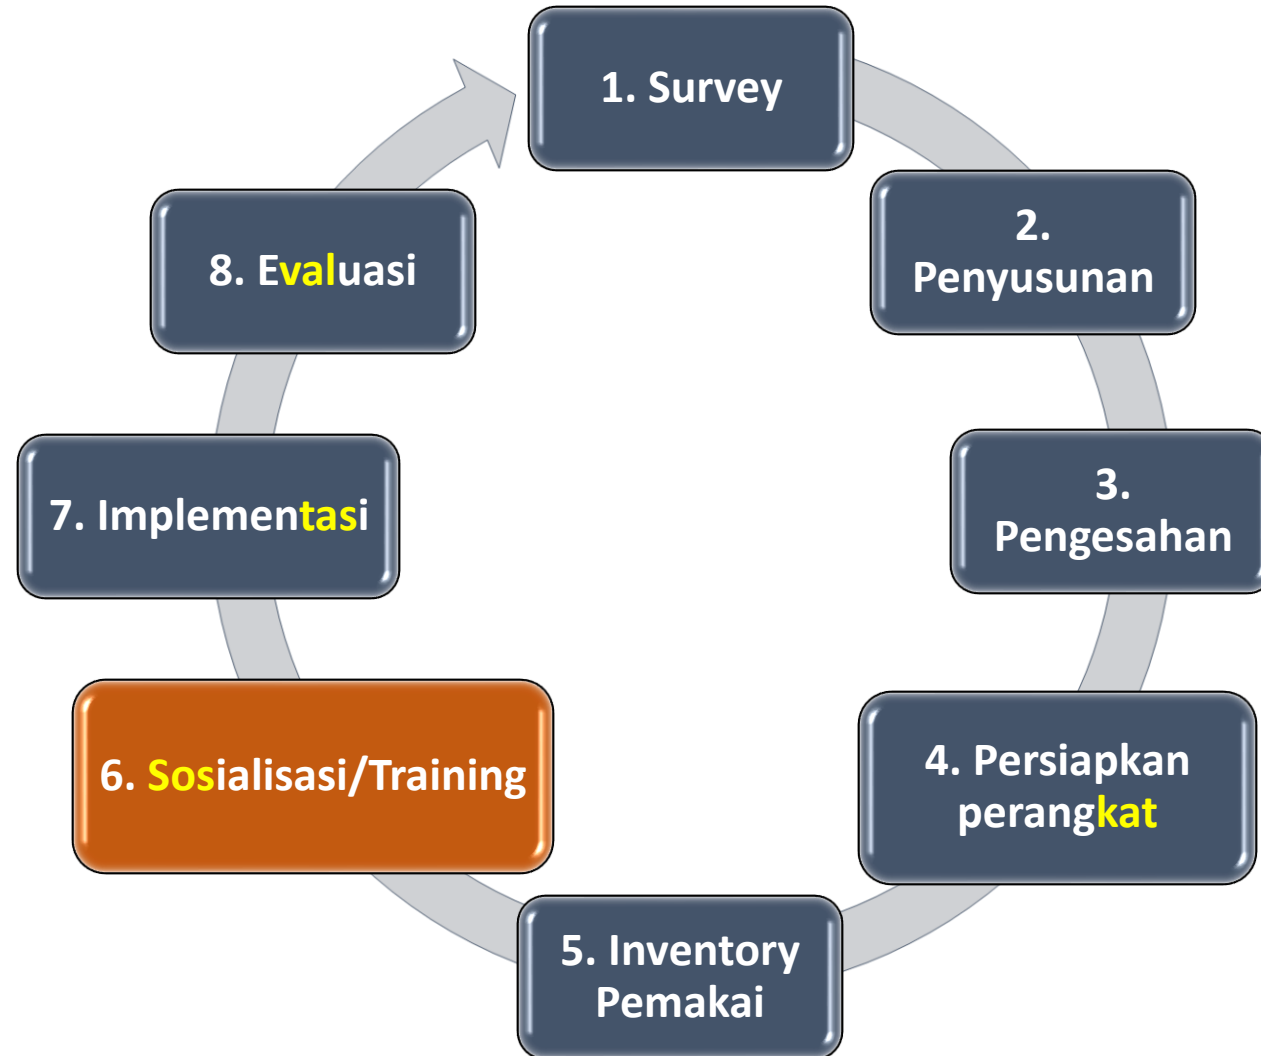 1. Survey
2.
Penyusunan
3.
Pengesahan
4. Persiapkan
perangkat
5. Inventory
Pemakai
6. Sosialisasi/Training
7. Implementasi
8. Evaluasi